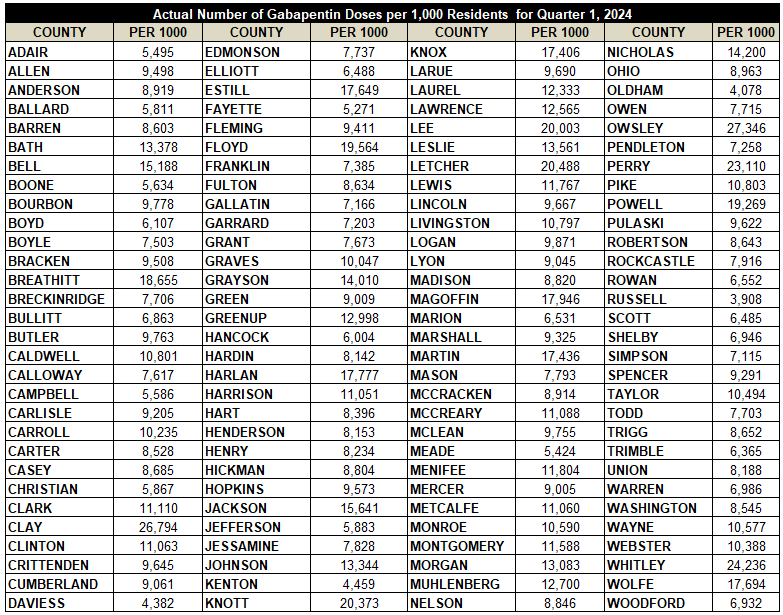 Actual Number of Gabapentin Doses per 1,000 Residents for Quarter 1, 2024
COUNTY PER 1000 COUNTY PER 1000 COUNTY PER 1000 COUNTY PER 1000
ADAIR 5,495 EDMONSON 7,737 KNOX 17,406 NICHOLAS 14,200
ALLEN 9,498 ELLIOTT 6,488 LARUE 9,690 OHIO 8,963
ANDERSON 8,919 ESTILL 17,649 LAUREL 12,333 OLDHAM 4,078
BALLARD 5,811 FAYETTE 5,271 LAWRENCE 12,565 OWEN 7,715
BARREN 8,603 FLEMING 9,411 LEE 20,003 OWSLEY 27,346
BATH 13,378 FLOYD 19,564 LESLIE 13,561 PENDLETON 7,258
BELL 15,188 FRANKLIN 7,385 LETCHER 20,488 PERRY 23,110
BOONE 5,634 FULTON 8,634 LEWIS 11,767 PIKE 10,803
BOURBON 9,778 GALLATIN 7,166 LINCOLN 9,667 POWELL 19,269
BOYD 6,107 GARRARD 7,203 LIVINGSTON 10,797 PULASKI 9,622
BOYLE 7,503 GRANT 7,673 LOGAN 9,871 ROBERTSON 8,643
BRACKEN 9,508 GRAVES 10,047 LYON 9,045 ROCKCASTLE 7,916
BREATHITT 18,655 GRAYSON 14,010 MADISON 8,820 ROWAN 6,552
BRECKINRIDGE 7,706 GREEN 9,009 MAGOFFIN 17,946 RUSSELL 3,908
BULLITT 6,863 GREENUP 12,998 MARION 6,531 SCOTT 6,485
BUTLER 9,763 HANCOCK 6,004 MARSHALL 9,325 SHELBY 6,946
CALDWELL 10,801 HARDIN 8,142 MARTIN 17,436 SIMPSON 7,115
CALLOWAY 7,617 HARLAN 17,777 MASON 7,793 SPENCER 9,291
CAMPBELL 5,586 HARRISON 11,051 MCCRACKEN 8,914 TAYLOR 10,494
CARLISLE 9,205 HART 8,396 MCCREARY 11,088 TODD 7,703
CARROLL 10,235 HENDERSON 8,153 MCLEAN 9,755 TRIGG 8,652
CARTER 8,528 HENRY 8,234 MEADE 5,424 TRIMBLE 6,365
CASEY 8,685 HICKMAN 8,804 MENIFEE 11,804 UNION 8,188
CHRISTIAN 5,867 HOPKINS 9,573 MERCER 9,005 WARREN 6,986
CLARK 11,110 JACKSON 15,641 METCALFE 11,060 WASHINGTON 8,545
CLAY 26,794 JEFFERSON 5,883 MONROE 10,590 WAYNE 10,577
CLINTON 11,063 JESSAMINE 7,828 MONTGOMERY 11,588 WEBSTER 10,388
CRITTENDEN 9,645 JOHNSON 13,344 MORGAN 13,083 WHITLEY 24,236
CUMBERLAND 9,061 KENTON 4,459 MUHLENBERG 12,700 WOLFE 17,694
DAVIESS 4,382 KNOTT 20,373 NELSON 8,846 WOODFORD 6,932